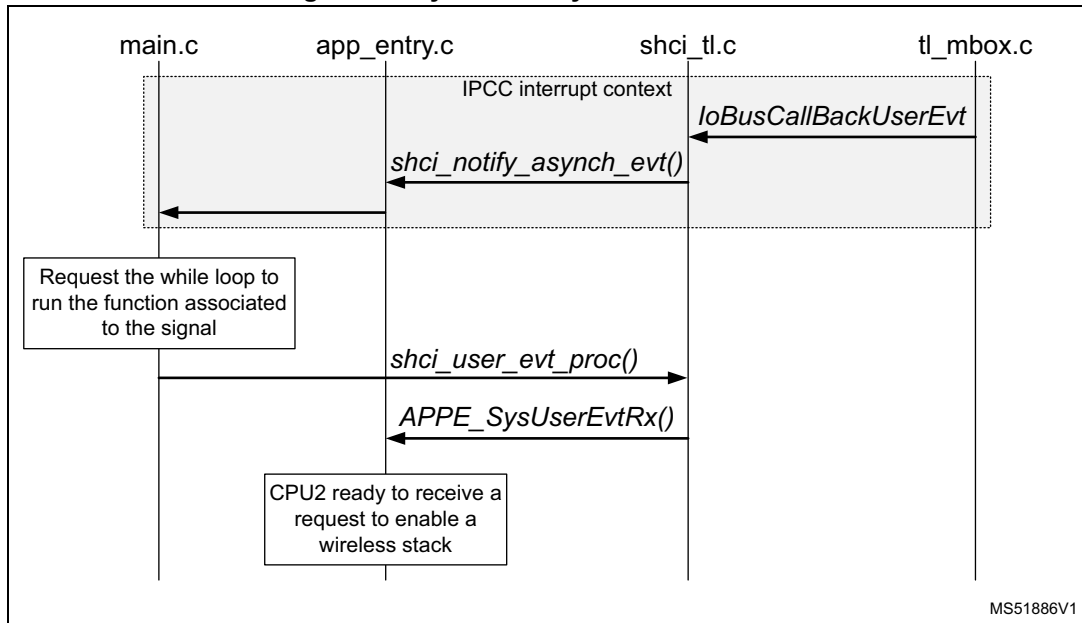 main.c app_entry.c shci_tl.c tl_mbox.c
IPCC interrupt context
IoBusCallBackUserEvt
shci_notify_asynch_evt()
Request the while loop to
run the function associated
to the signal
shci_user_evt_proc()
APPE_SysUserEvtRx()
CPU2 ready to receive a
request to enable a
wireless stack
MS51886V1